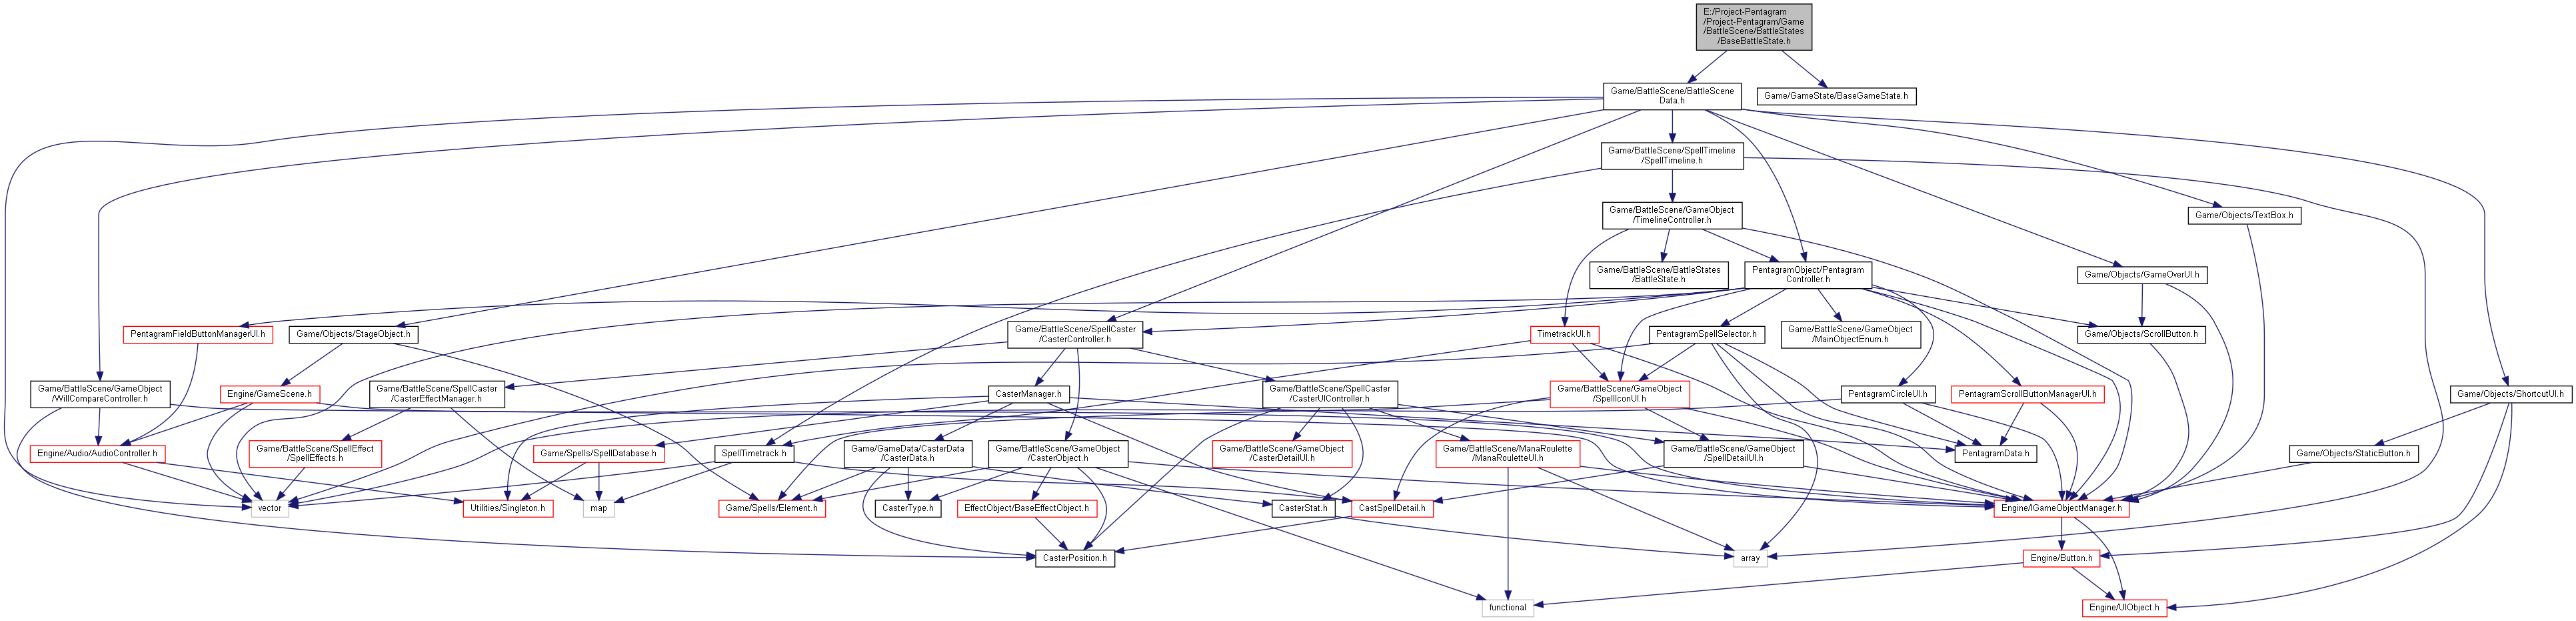 E:/Project-Pentagram
/Project-Pentagram/Game
/BattleScene/BattleStates
/BaseBattleState.h
Game/BattleScene/BattleScene
Data.h
Game/GameState/BaseGameState.h
Game/BattleScene/SpellTimeline
/SpellTimeline.h
Game/BattleScene/GameObject
/TimelineController.h
Game/Objects/TextBox.h
Game/BattleScene/BattleStates
/BattleState.h
PentagramObject/Pentagram
Controller.h
Game/Objects/GameOverUI.h
PentagramFieldButtonManagerUI.h
Game/Objects/StageObject.h
Game/BattleScene/SpellCaster
/CasterController.h
TimetrackUI.h
PentagramSpellSelector.h
Game/BattleScene/GameObject
/MainObjectEnum.h
Game/Objects/ScrollButton.h
Game/BattleScene/GameObject
/WillCompareController.h
Engine/GameScene.h
Game/BattleScene/SpellCaster
/CasterEffectManager.h
CasterManager.h
Game/BattleScene/SpellCaster
/CasterUIController.h
Game/BattleScene/GameObject
/SpellIconUI.h
PentagramCircleUI.h
PentagramScrollButtonManagerUI.h
Game/Objects/ShortcutUI.h
Engine/Audio/AudioController.h
Game/BattleScene/SpellEffect
/SpellEffects.h
Game/Spells/SpellDatabase.h
SpellTimetrack.h
Game/GameData/CasterData
/CasterData.h
Game/BattleScene/GameObject
/CasterObject.h
Game/BattleScene/GameObject
/CasterDetailUI.h
Game/BattleScene/ManaRoulette
/ManaRouletteUI.h
Game/BattleScene/GameObject
/SpellDetailUI.h
PentagramData.h
Game/Objects/StaticButton.h
vector
Utilities/Singleton.h
map
Game/Spells/Element.h
CasterType.h
EffectObject/BaseEffectObject.h
CasterStat.h
CastSpellDetail.h
Engine/IGameObjectManager.h
CasterPosition.h
array
Engine/Button.h
functional
Engine/UIObject.h